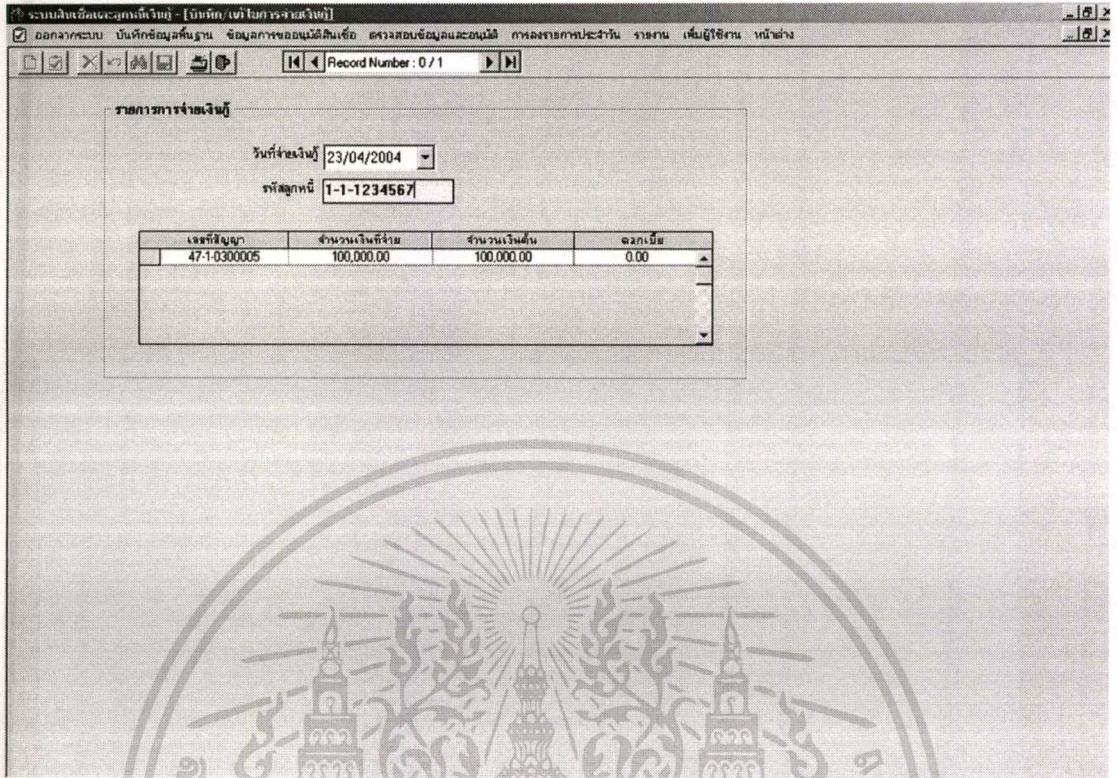 ระบบสินเชื่อและลูกหนี้เงินกู้ - [บันทึก/แก้ไขการจ่ายเงินกู้]
ออกจากระบบ บันทึกข้อมูลพื้นฐาน ข้อมูลการขออนุมัติสินเชื่อ ตรวจสอบข้อมูลและอนุมัติ การลงรายการประจำวัน รายงาน เพิ่มผู้ใช้งาน หน้าต่าง
Record Number : 0 / 1
รายการการจ่ายเงินกู้
วันที่จ่ายเงินกู้ 23/04/2004
รหัสลูกหนี้ 1-1-1234567
เลขที่สัญญา จำนวนเงินที่จ่าย จำนวนเงินต้น ดอกเบี้ย
47-1-0300005 100,000.00 100,000.00 0.00